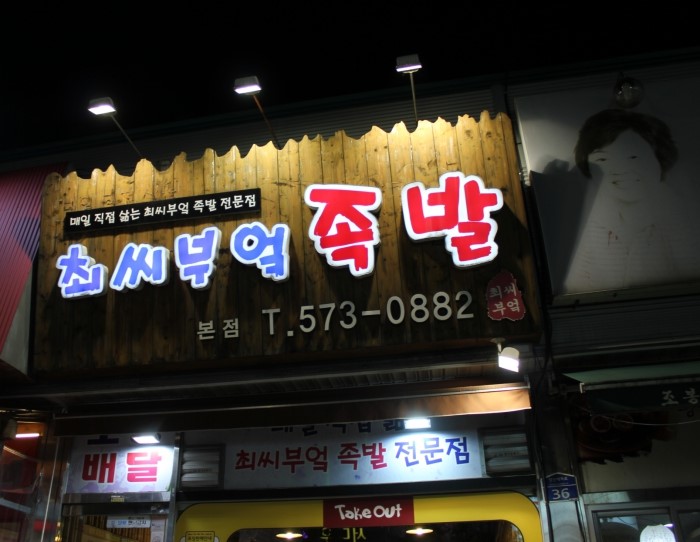 매일 직접 삶는 최씨부엌 족발 전문점
최씨부엌 족발
본점 T.573-0882
최씨
부엌
배달
최씨부엌 족발 전문점
Take Out
36